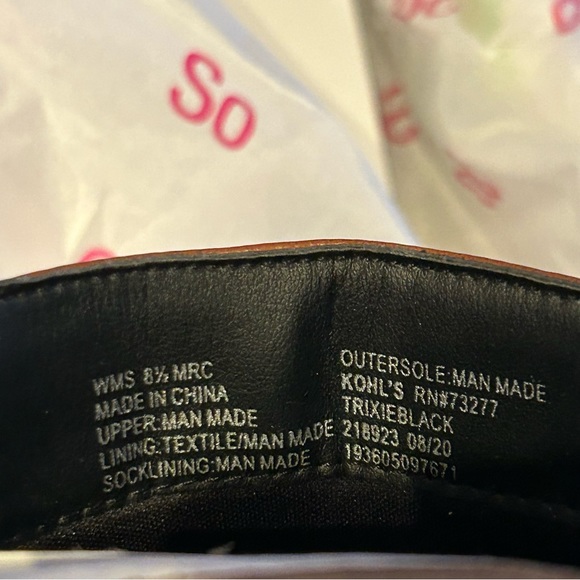 SO
WMS 8½ MRC
MADE IN CHINA
UPPER:MAN MADE
LINING:TEXTILE/MAN MADE
SOCKLINING:MAN MADE
OUTERSOLE:MAN MADE
KOHL'S RN#73277
TRIXIEBLACK
218923 08/20
193605097671